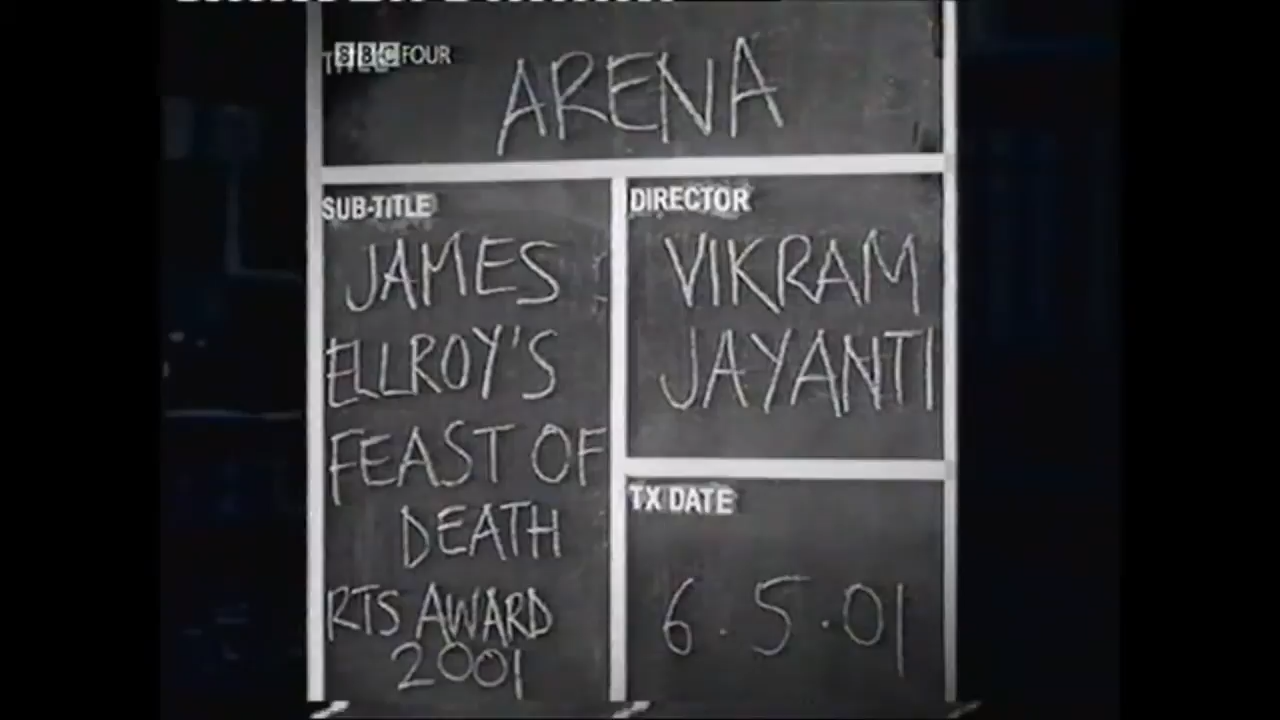 BBC FOUR
TITLE
ARENA
SUB-TITLE
JAMES
ELLROY'S
FEAST OF
DEATH
RTS AWARD
2001
DIRECTOR
VIKRAM
JAYANTI
TX DATE
6.5.01